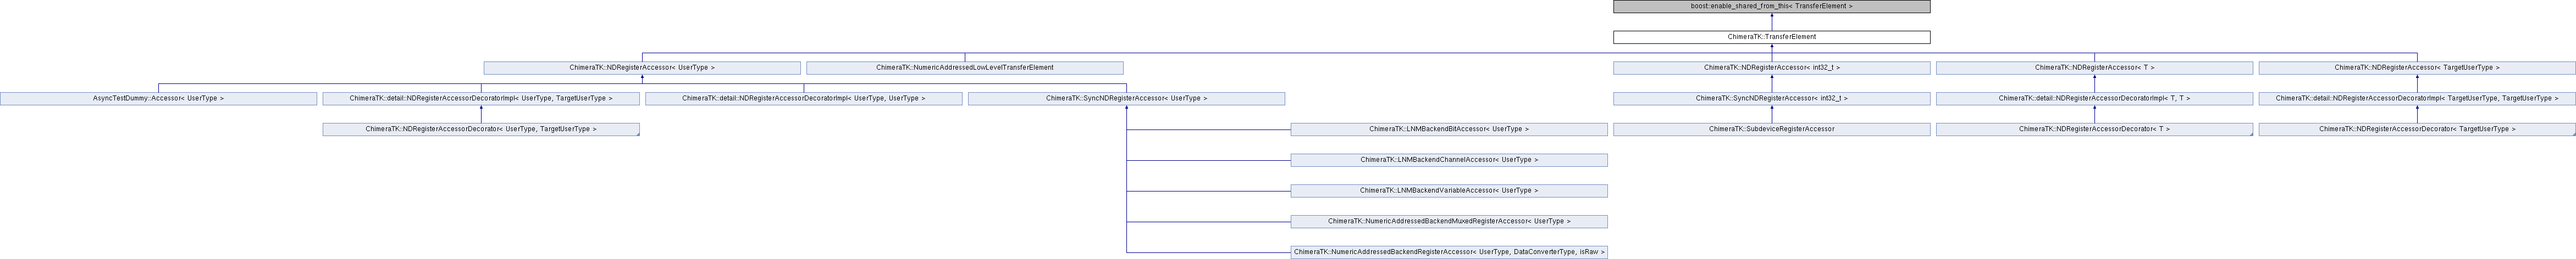 boost::enable_shared_from_this< TransferElement >
ChimeraTK::TransferElement
ChimeraTK::NDRegisterAccessor< UserType >
ChimeraTK::NumericAddressedLowLevelTransferElement
ChimeraTK::NDRegisterAccessor< int32_t >
ChimeraTK::NDRegisterAccessor< T >
ChimeraTK::NDRegisterAccessor< TargetUserType >
AsyncTestDummy::Accessor< UserType >
ChimeraTK::detail::NDRegisterAccessorDecoratorImpl< UserType, TargetUserType >
ChimeraTK::detail::NDRegisterAccessorDecoratorImpl< UserType, UserType >
ChimeraTK::SyncNDRegisterAccessor< UserType >
ChimeraTK::SyncNDRegisterAccessor< int32_t >
ChimeraTK::detail::NDRegisterAccessorDecoratorImpl< T, T >
ChimeraTK::detail::NDRegisterAccessorDecoratorImpl< TargetUserType, TargetUserType >
ChimeraTK::NDRegisterAccessorDecorator< UserType, TargetUserType >
ChimeraTK::LNMBackendBitAccessor< UserType >
ChimeraTK::SubdeviceRegisterAccessor
ChimeraTK::NDRegisterAccessorDecorator< T >
ChimeraTK::NDRegisterAccessorDecorator< TargetUserType >
ChimeraTK::LNMBackendChannelAccessor< UserType >
ChimeraTK::LNMBackendVariableAccessor< UserType >
ChimeraTK::NumericAddressedBackendMuxedRegisterAccessor< UserType >
ChimeraTK::NumericAddressedBackendRegisterAccessor< UserType, DataConverterType, isRaw >